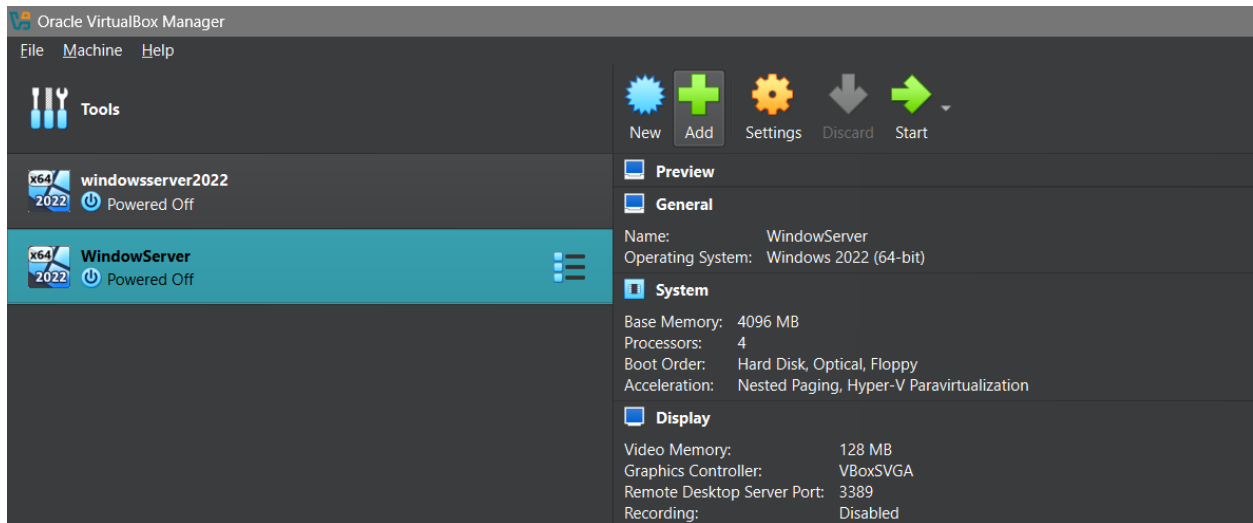 Oracle VirtualBox Manager
File Machine Help
Tools
New Add Settings Discard Start
x64 2022 windowsserver2022
Powered Off
x64 2022 WindowServer
Powered Off
Preview
General
Name: WindowServer
Operating System: Windows 2022 (64-bit)
System
Base Memory: 4096 MB
Processors: 4
Boot Order: Hard Disk, Optical, Floppy
Acceleration: Nested Paging, Hyper-V Paravirtualization
Display
Video Memory: 128 MB
Graphics Controller: VBoxSVGA
Remote Desktop Server Port: 3389
Recording: Disabled